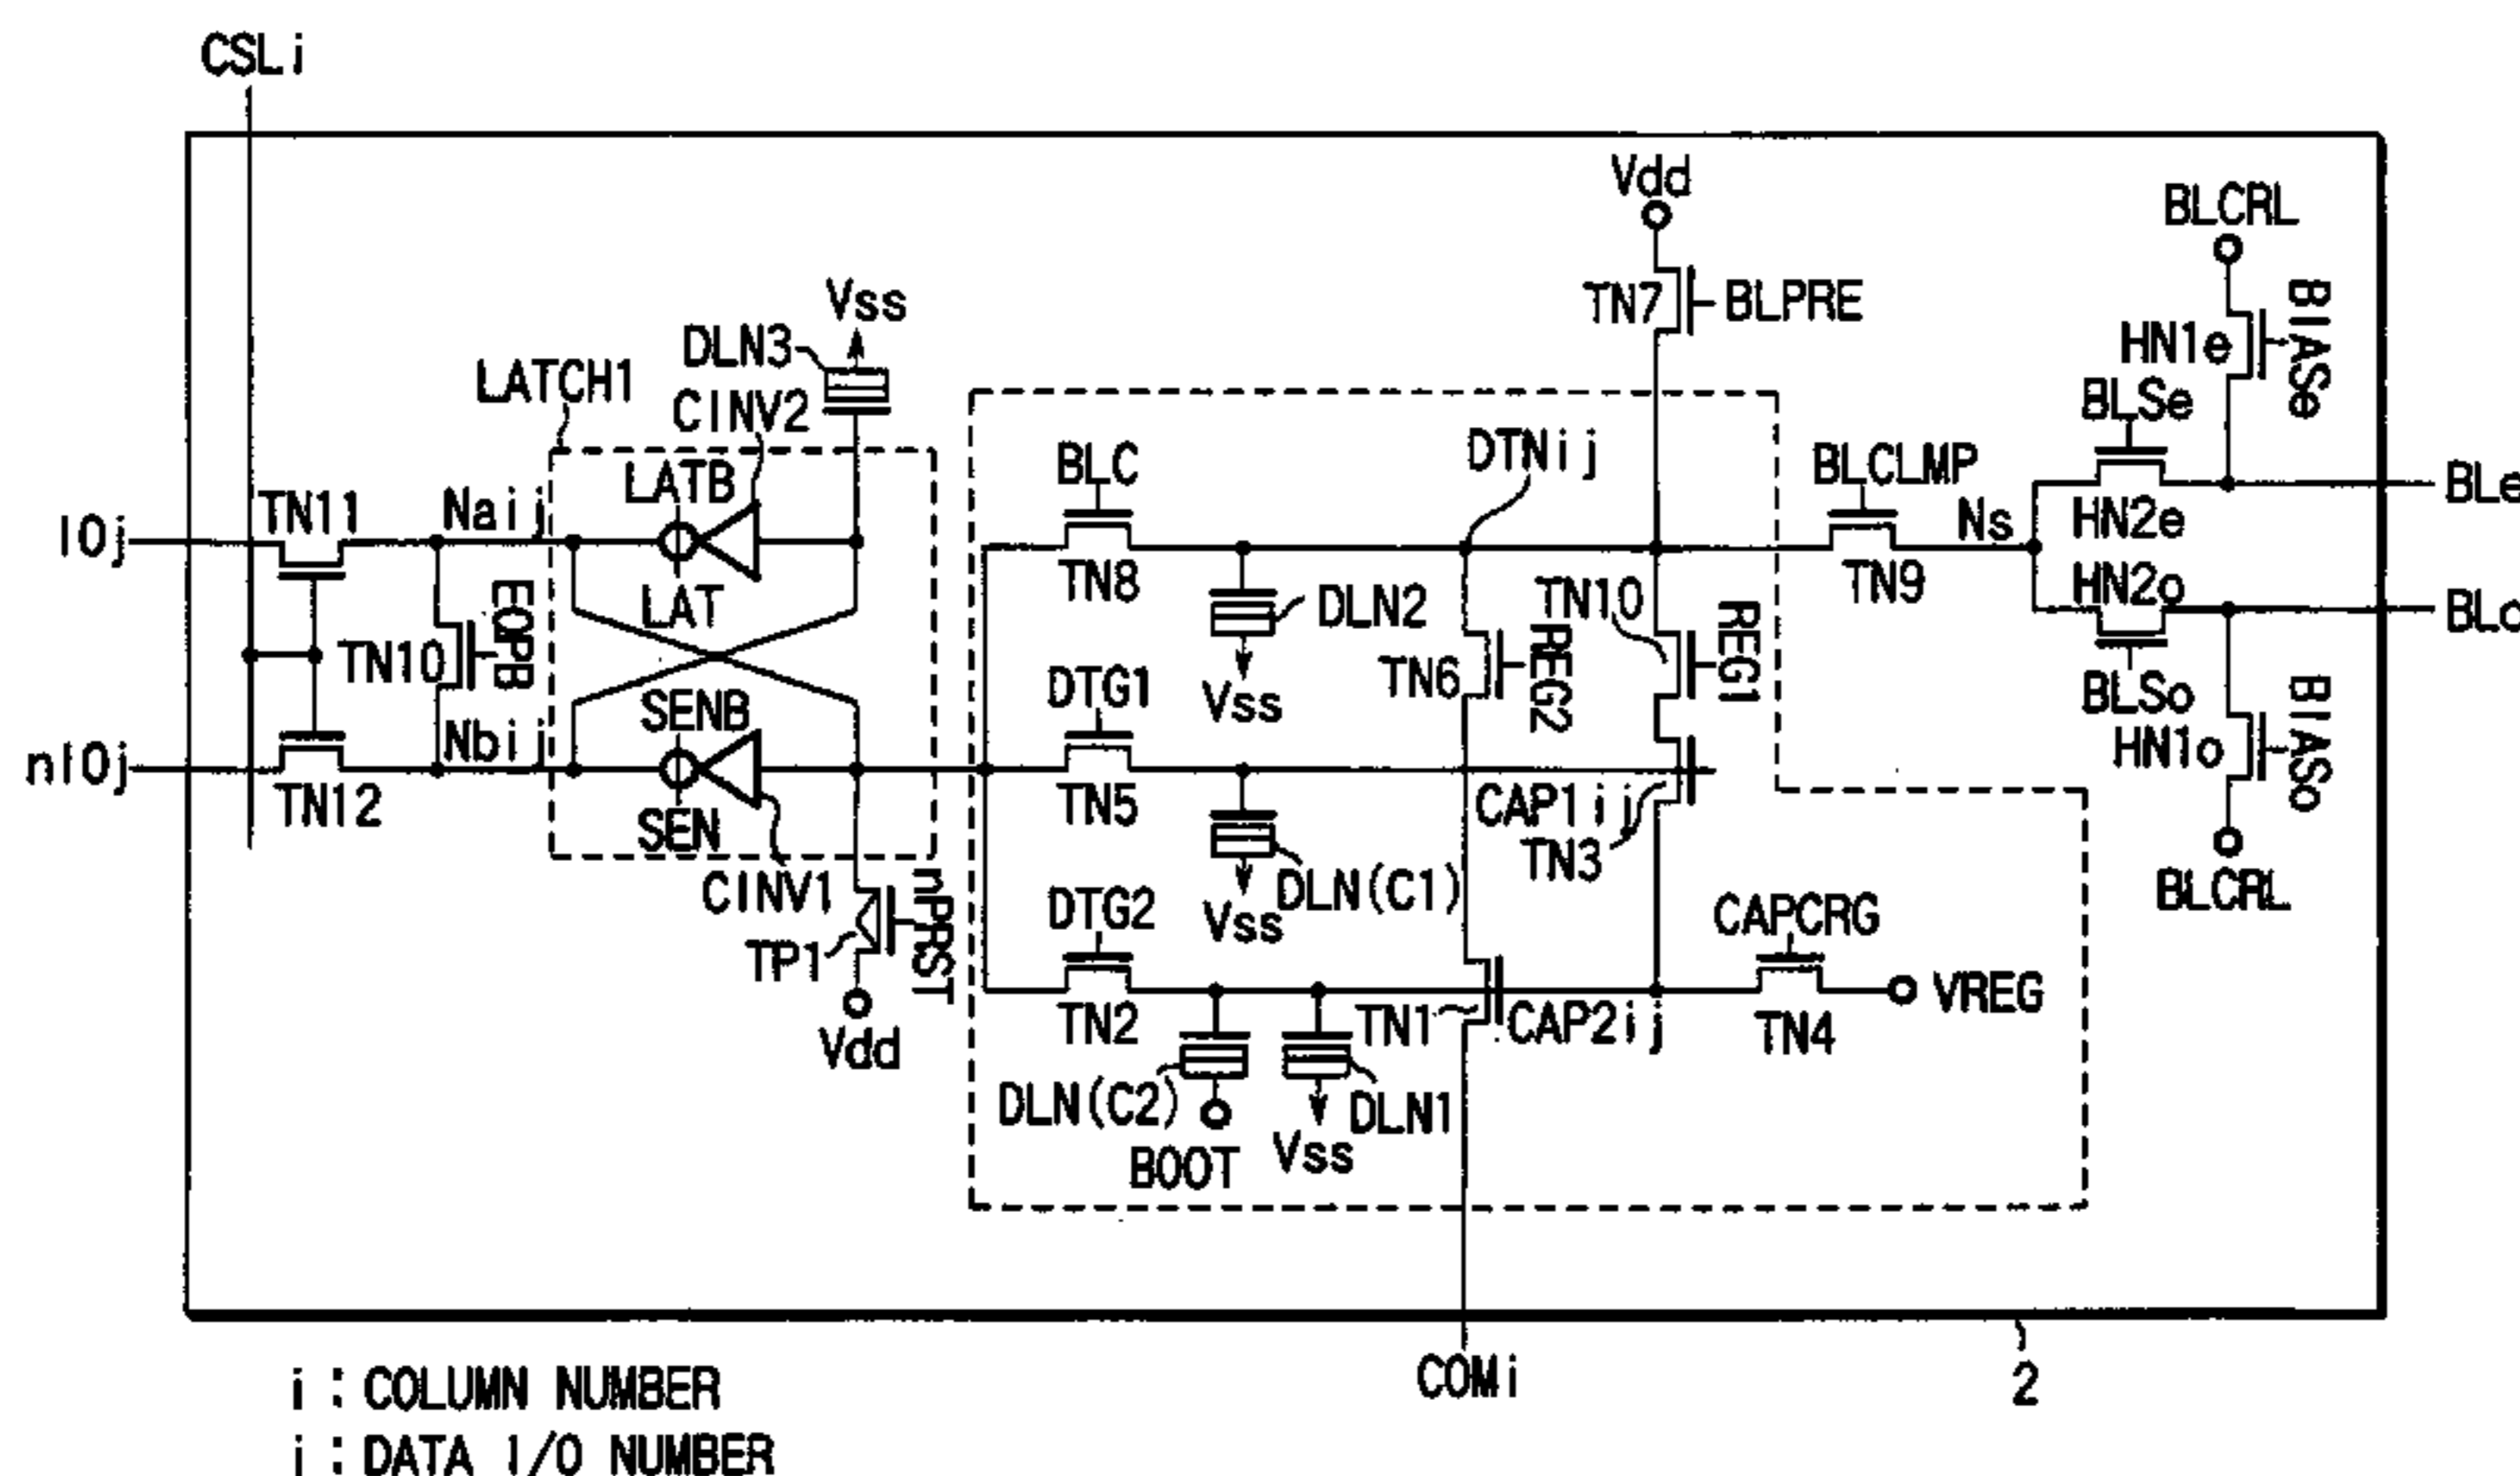 CSLi
Vdd
BLCRL
Vss
TN7
BLPRE
DLN3
HN1e
BIASe
LATCH1
CINV2
BLSe
BLC
DTNij
BLCLMP
LATB
BLe
TN11
Naij
Ns
HN2e
IOj
TN8
TN10
TN9
HN2o
LAT
EQPB
DLN2
REG1
BLo
TN10
TN6
REG2
DTG1
Vss
BLSo
BIASo
SENB
Nbij
HN1o
nIOj
TN12
SEN
TN5
CAP1ij
TN3
CINV1
nPRST
DTG2
Vss
DLN(C1)
CAPCRG
BLCRL
TP1
VREG
Vdd
TN2
TN1
CAP2ij
TN4
DLN(C2)
DLN1
BOOT
Vss
COMi
2
i : COLUMN NUMBER
j : DATA I/O NUMBER